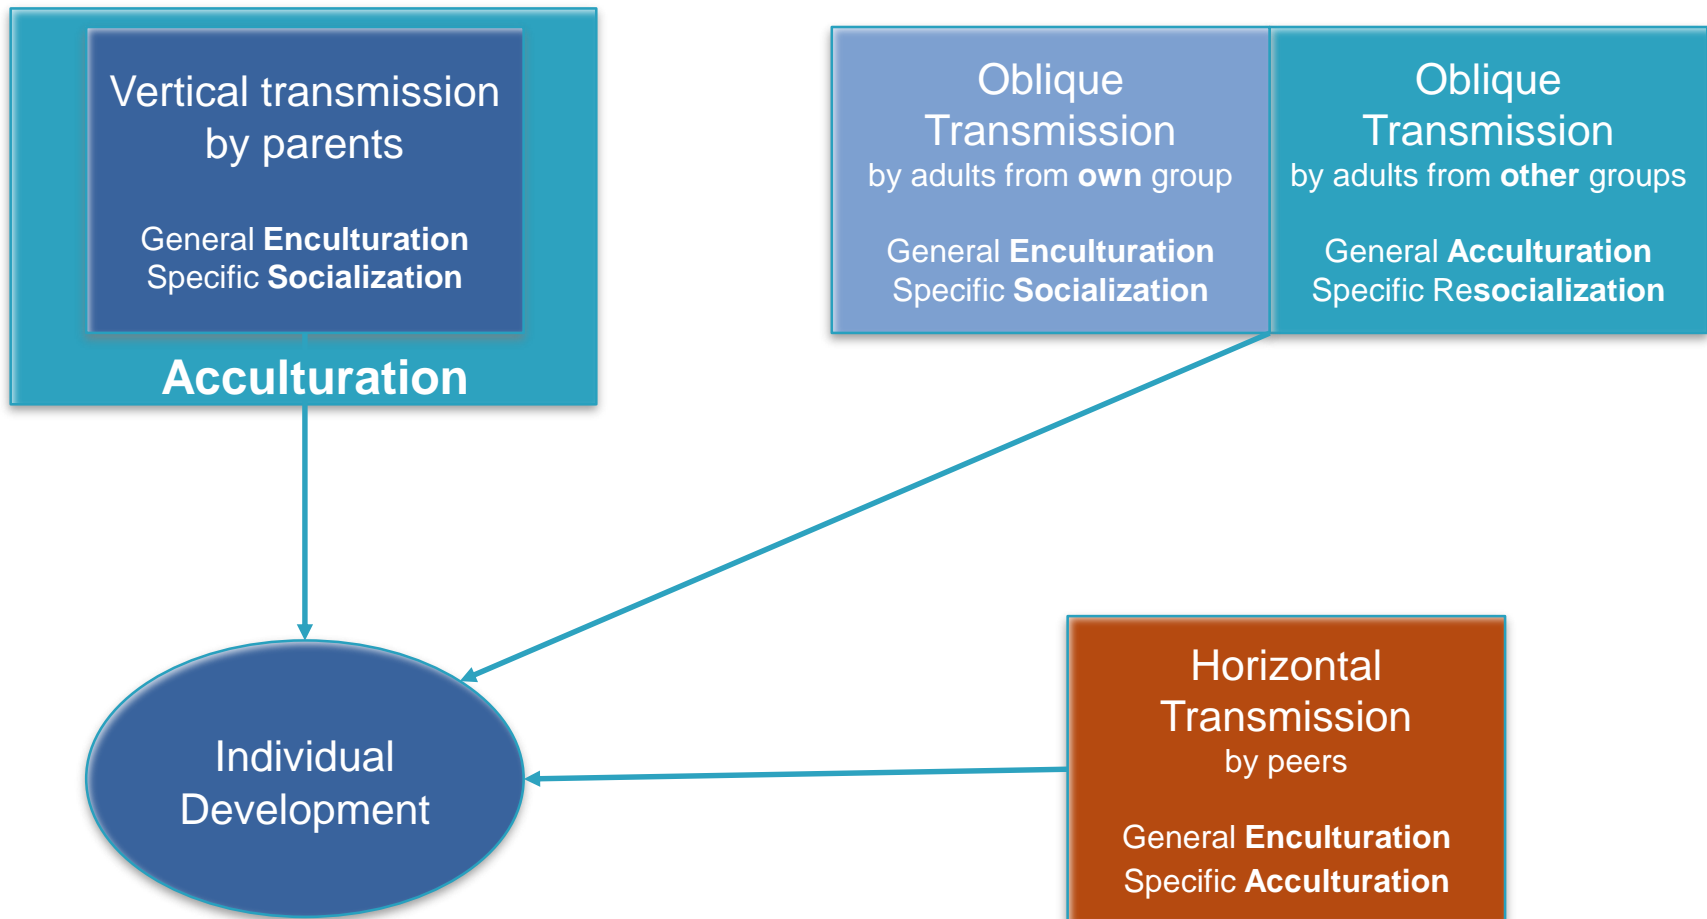 Vertical transmission
by parents
General Enculturation
Specific Socialization
Acculturation
Oblique
Transmission
by adults from own group
General Enculturation
Specific Socialization
Oblique
Transmission
by adults from other groups
General Acculturation
Specific Resocialization
Individual
Development
Horizontal
Transmission
by peers
General Enculturation
Specific Acculturation